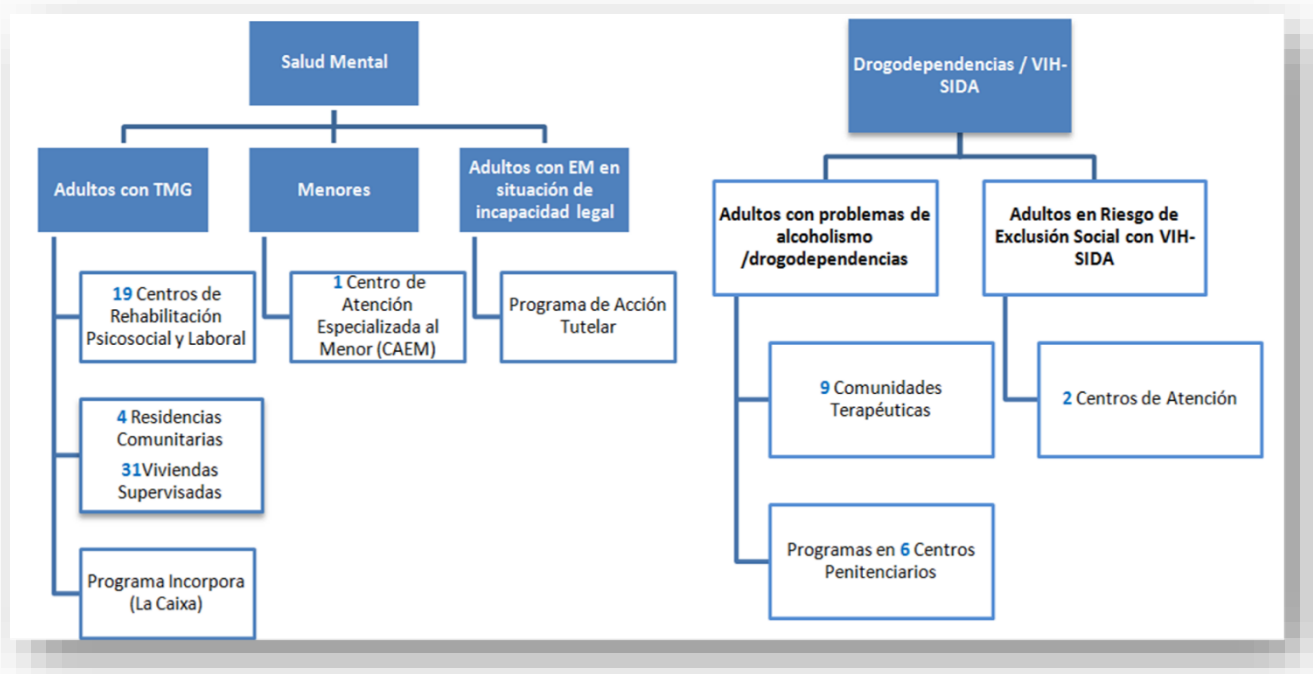 Salud Mental
Adultos con TMG
Menores
Adultos con EM en
situación de
incapacidad legal
19 Centros de
Rehabilitación
Psicosocial y Laboral
4 Residencias
Comunitarias
31Viviendas
Supervisadas
Programa Incorpora
(La Caixa)
1 Centro de
Atención
Especializada al
Menor (CAEM)
Programa de Acción
Tutelar
Drogodependencias / VIH-
SIDA
Adultos con problemas de
alcoholismo
/drogodependencias
9 Comunidades
Terapéuticas
Programas en 6 Centros
Penitenciarios
Adultos en Riesgo de
Exclusión Social con VIH-
SIDA
2 Centros de Atención